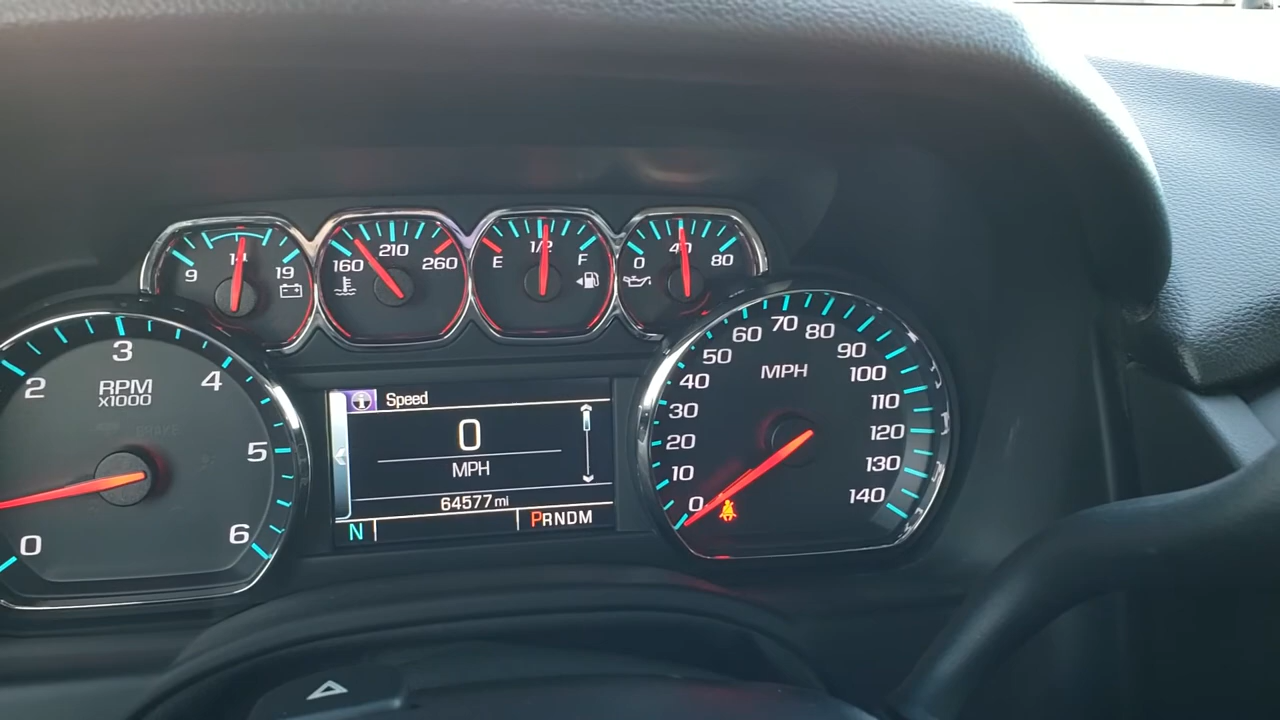 9 14 19
160 210 260
E 1/2 F
0 40 80
0 2 3 4 5 6
RPM
x1000
BRAKE
Speed
0
MPH
64577 mi
N
PRNDM
0 10 20 30 40 50 60 70 80 90 100 110 120 130 140
MPH